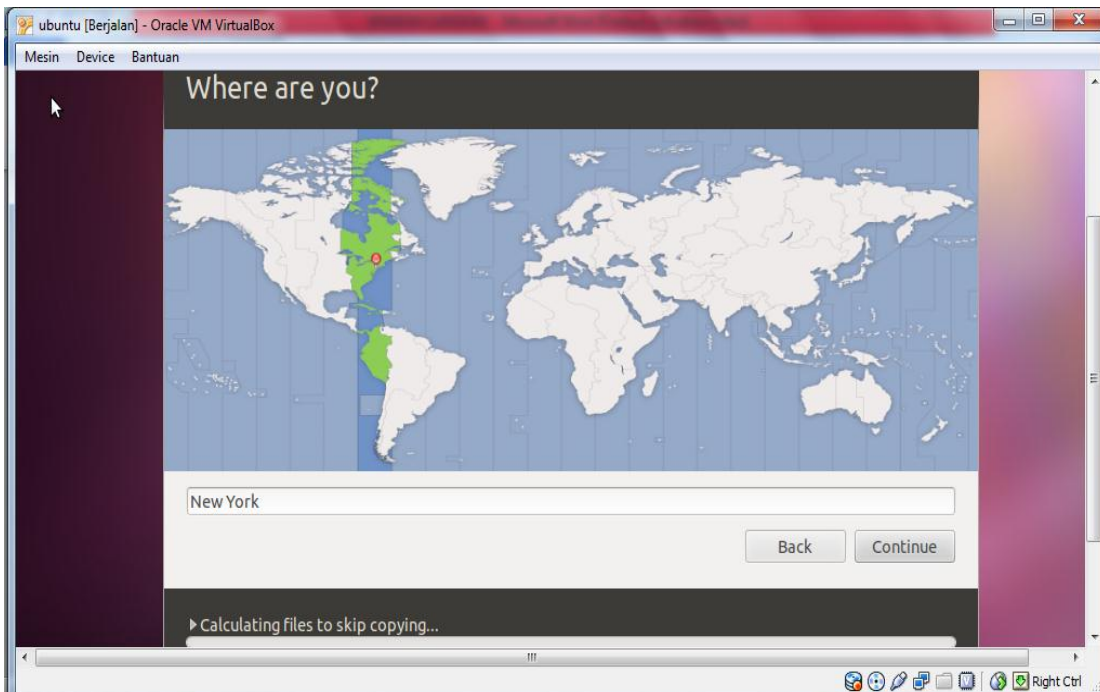 ubuntu [Berjalan] - Oracle VM VirtualBox
Mesin Device Bantuan
Where are you?
New York
Back Continue
Calculating files to skip copying...
Right Ctrl